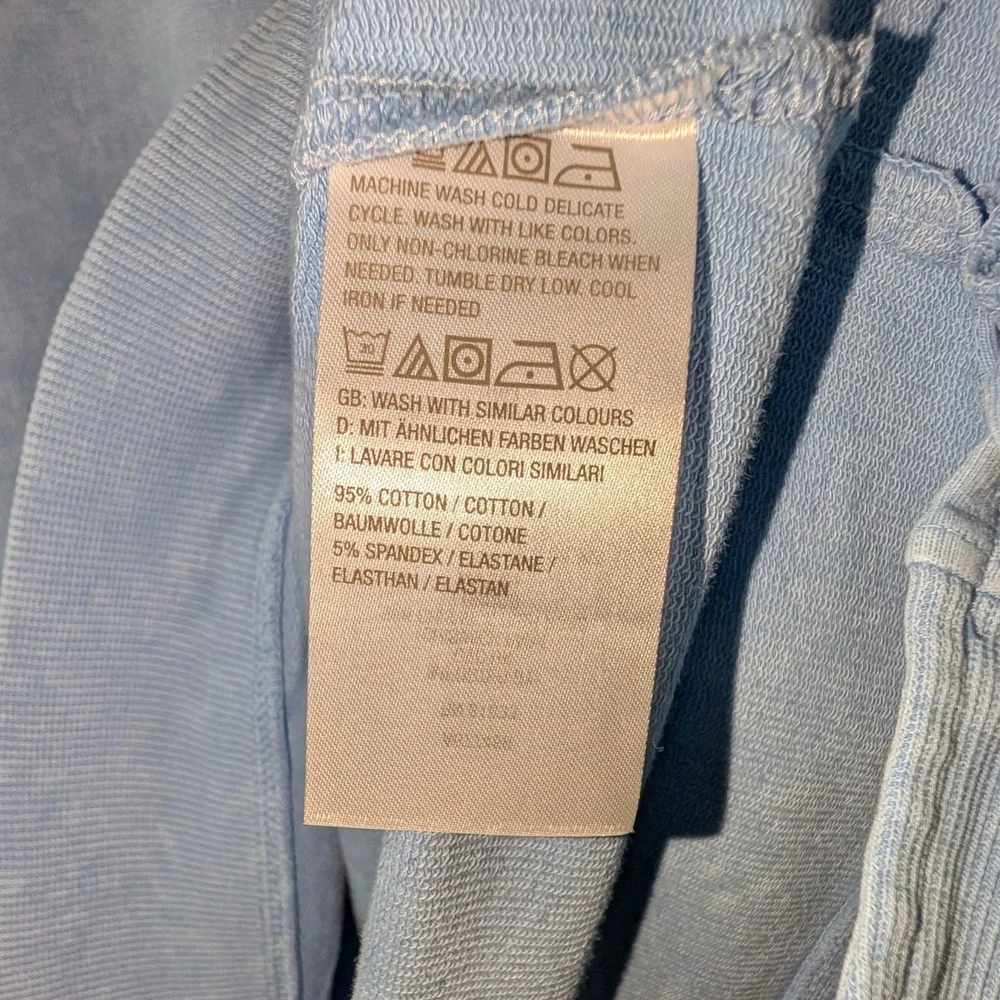 MACHINE WASH COLD DELICATE
CYCLE. WASH WITH LIKE COLORS.
ONLY NON-CHLORINE BLEACH WHEN
NEEDED. TUMBLE DRY LOW. COOL
IRON IF NEEDED
30
GB: WASH WITH SIMILAR COLOURS
D: MIT ÄHNLICHEN FARBEN WASCHEN
I: LAVARE CON COLORI SIMILARI
95% COTTON / COTTON /
BAUMWOLLE / COTONE
5% SPANDEX / ELASTANE /
ELASTHAN / ELASTAN